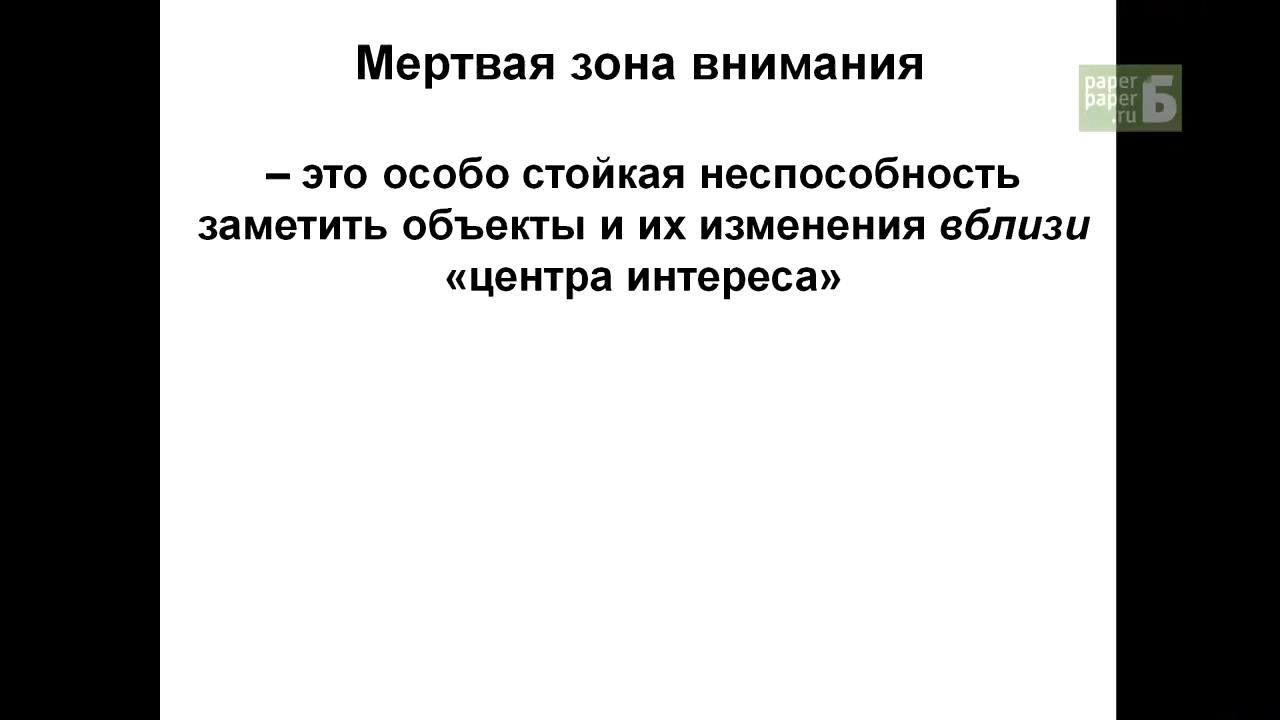 Мертвая зона внимания
paper
paper
.ru Б
– это особо стойкая неспособность
заметить объекты и их изменения вблизи
«центра интереса»